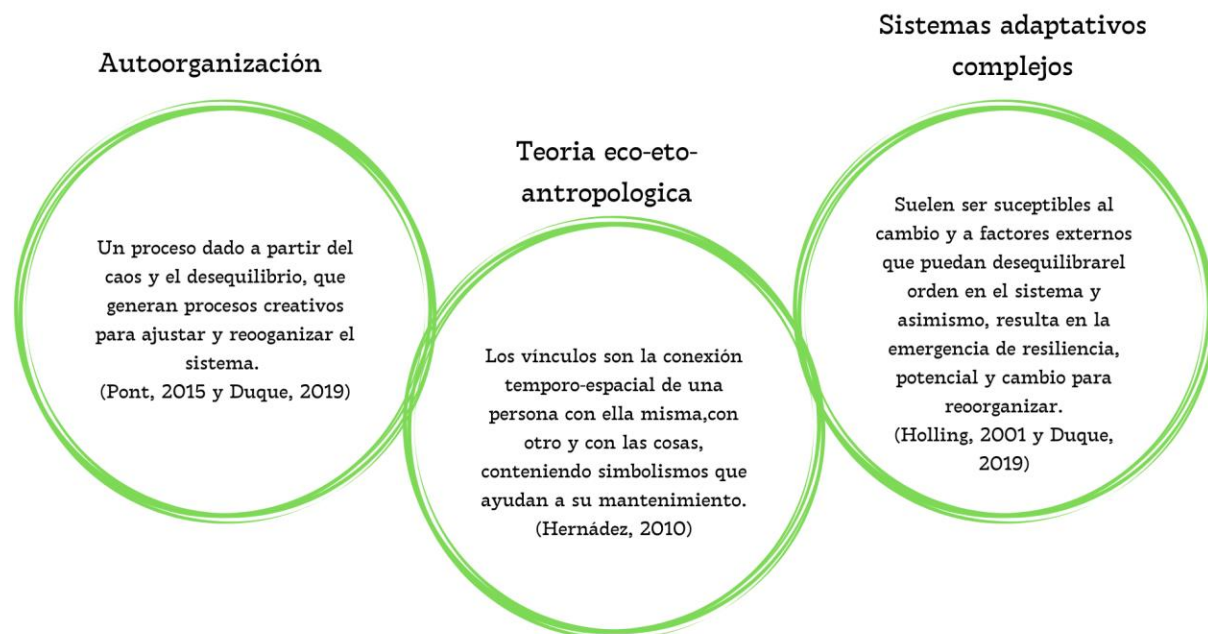 Autoorganización
Un proceso dado a partir del
caos y el desequilibrio, que
generan procesos creativos
para ajustar y reooganizar el
sistema.
(Pont, 2015 y Duque, 2019)
Teoria eco-eto-
antropologica
Los vínculos son la conexión
temporo-espacial de una
persona con ella misma,con
otro y con las cosas,
conteniendo simbolismos que
ayudan a su mantenimiento.
(Hernádez, 2010)
Sistemas adaptativos
complejos
Suelen ser suceptibles al
cambio y a factores externos
que puedan desequilibrarel
orden en el sistema y
asimismo, resulta en la
emergencia de resiliencia,
potencial y cambio para
reorganizar.
(Holling, 2001 y Duque,
2019)